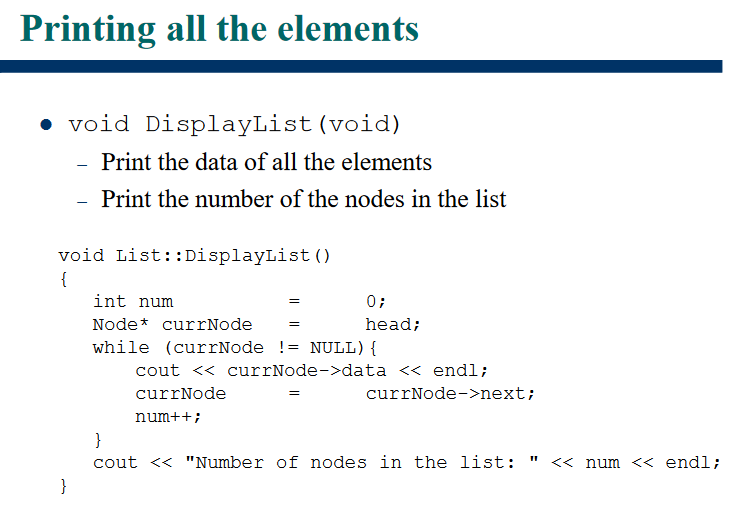 Printing all the elements
● void DisplayList(void)
– Print the data of all the elements
– Print the number of the nodes in the list
void List::DisplayList()
{
int num = 0;
Node* currNode = head;
while (currNode != NULL){
cout << currNode->data << endl;
currNode = currNode->next;
num++;
}
cout << "Number of nodes in the list: " << num << endl;
}